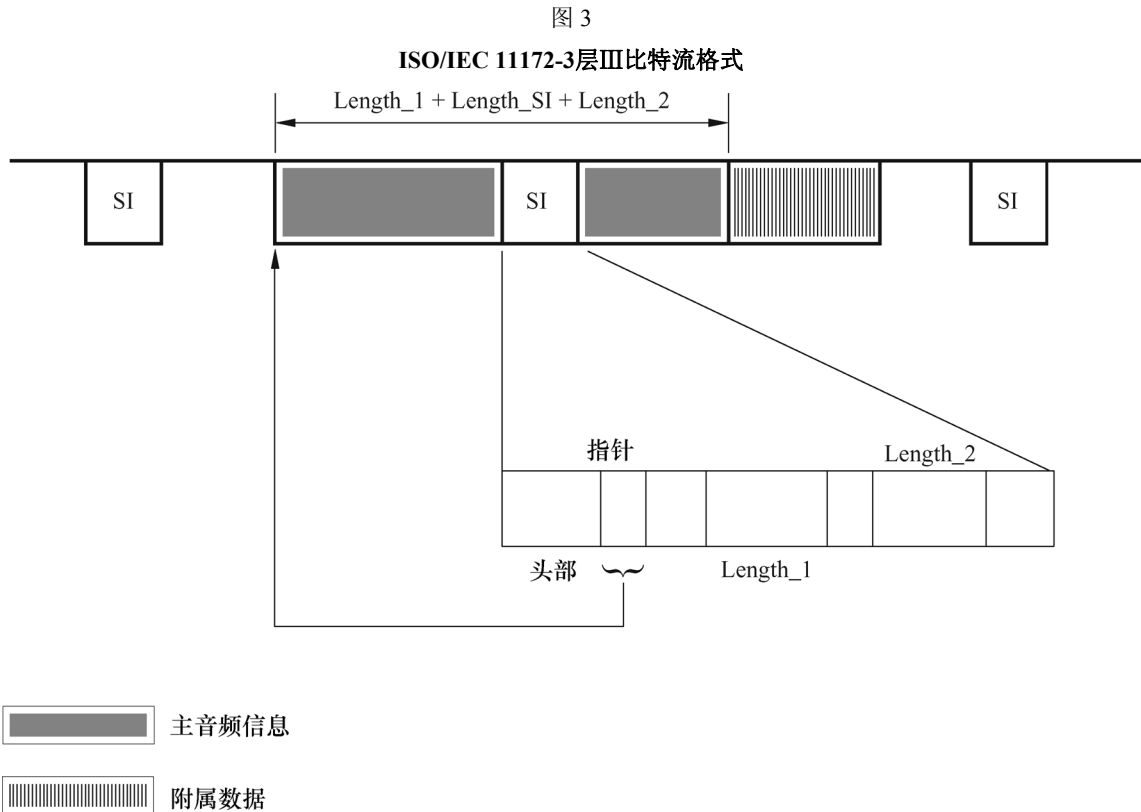 图 3
ISO/IEC 11172-3层Ⅲ比特流格式
Length_1 + Length_SI + Length_2
SI
SI
SI
指针
Length_2
头部
Length_1
主音频信息
附属数据